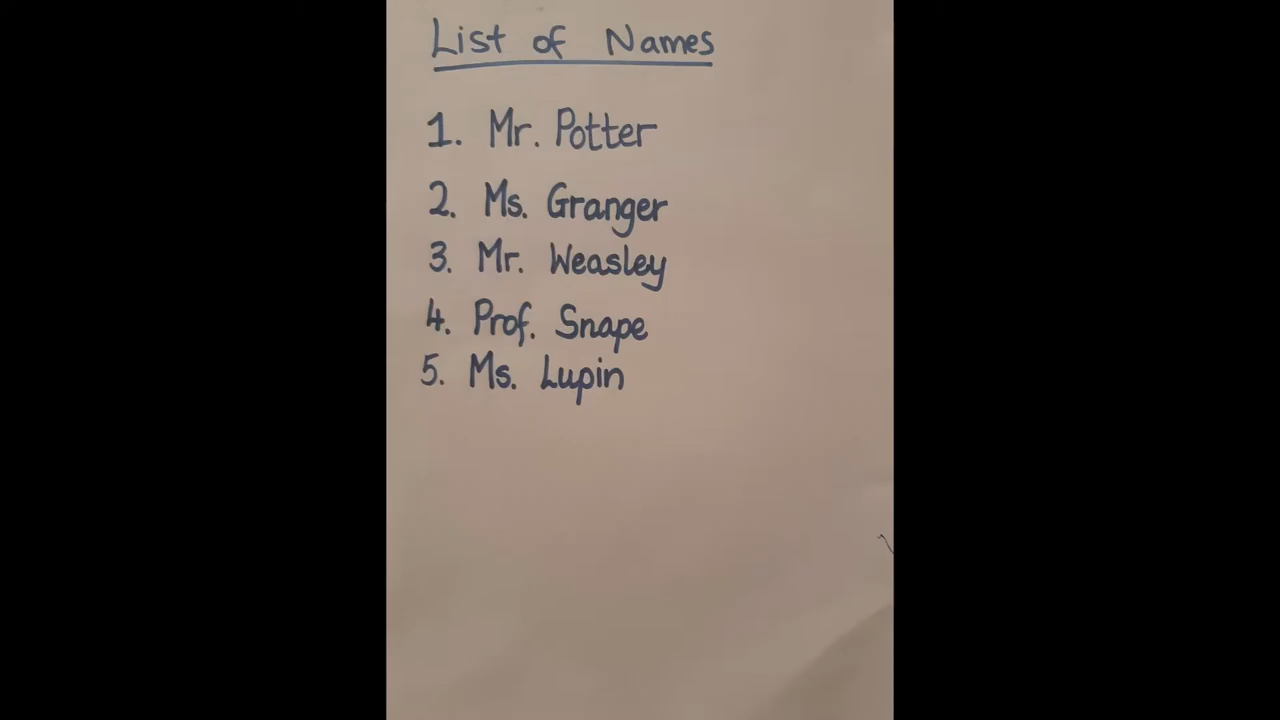 List of Names
1. Mr. Potter
2. Ms. Granger
3. Mr. Weasley
4. Prof. Snape
5. Ms. Lupin